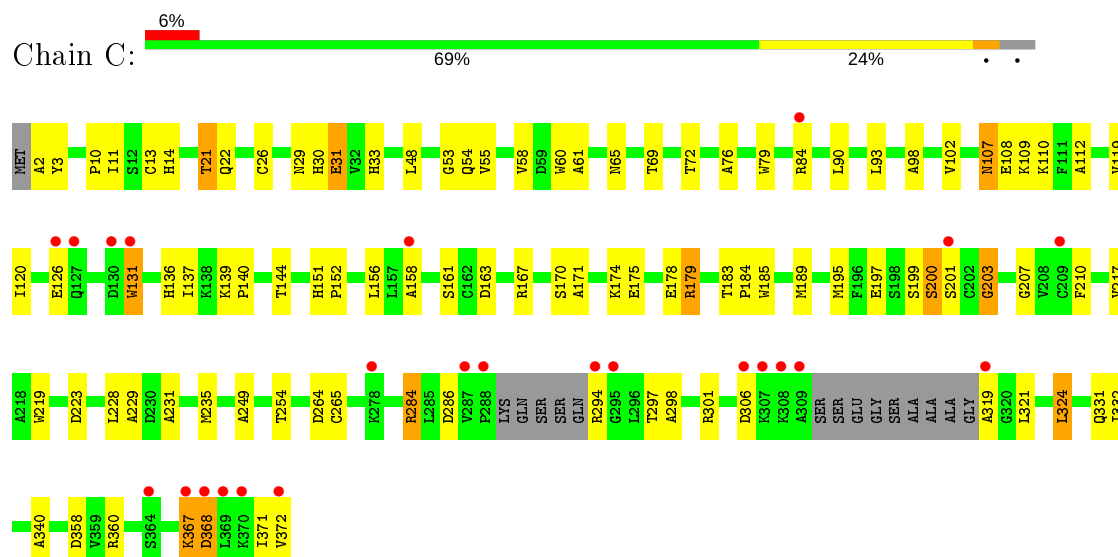 6%
Chain C:
69% 24% • •
MET A2 Y3 P10 I11 S12 C13 H14 T21 Q22 C26 N29 H30 E31 V32 H33 L48 G53 Q54 V55 V58 D59 W60 A61 N65 T69 T72 A76 W79 R84 L90 L93 A98 V102 N107 E108 K109 K110 F111 A112 V119
I120 E126 Q127 D130 W131 H136 I137 K138 K139 P140 T144 H151 P152 L156 L157 A158 S161 C162 D163 R167 S170 A171 K174 E175 E178 R179 T183 P184 W185 M189 M195 F196 E197 S198 S199 S200 S201 C202 G203 G207 V208 C209 F210 V217
A218 W219 D223 L228 A229 D230 A231 M235 A249 T254 D264 C265 K278 R284 L285 D286 V287 P288 LYS GLN SER SER GLN R294 G295 L296 T297 A298 R301 D306 K307 K308 A309 SER SER GLU GLY SER ALA ALA ALA GLY A319 G320 L321 L324 Q331
A340 D358 V359 R360 S364 K367 D368 L369 K370 I371 V372